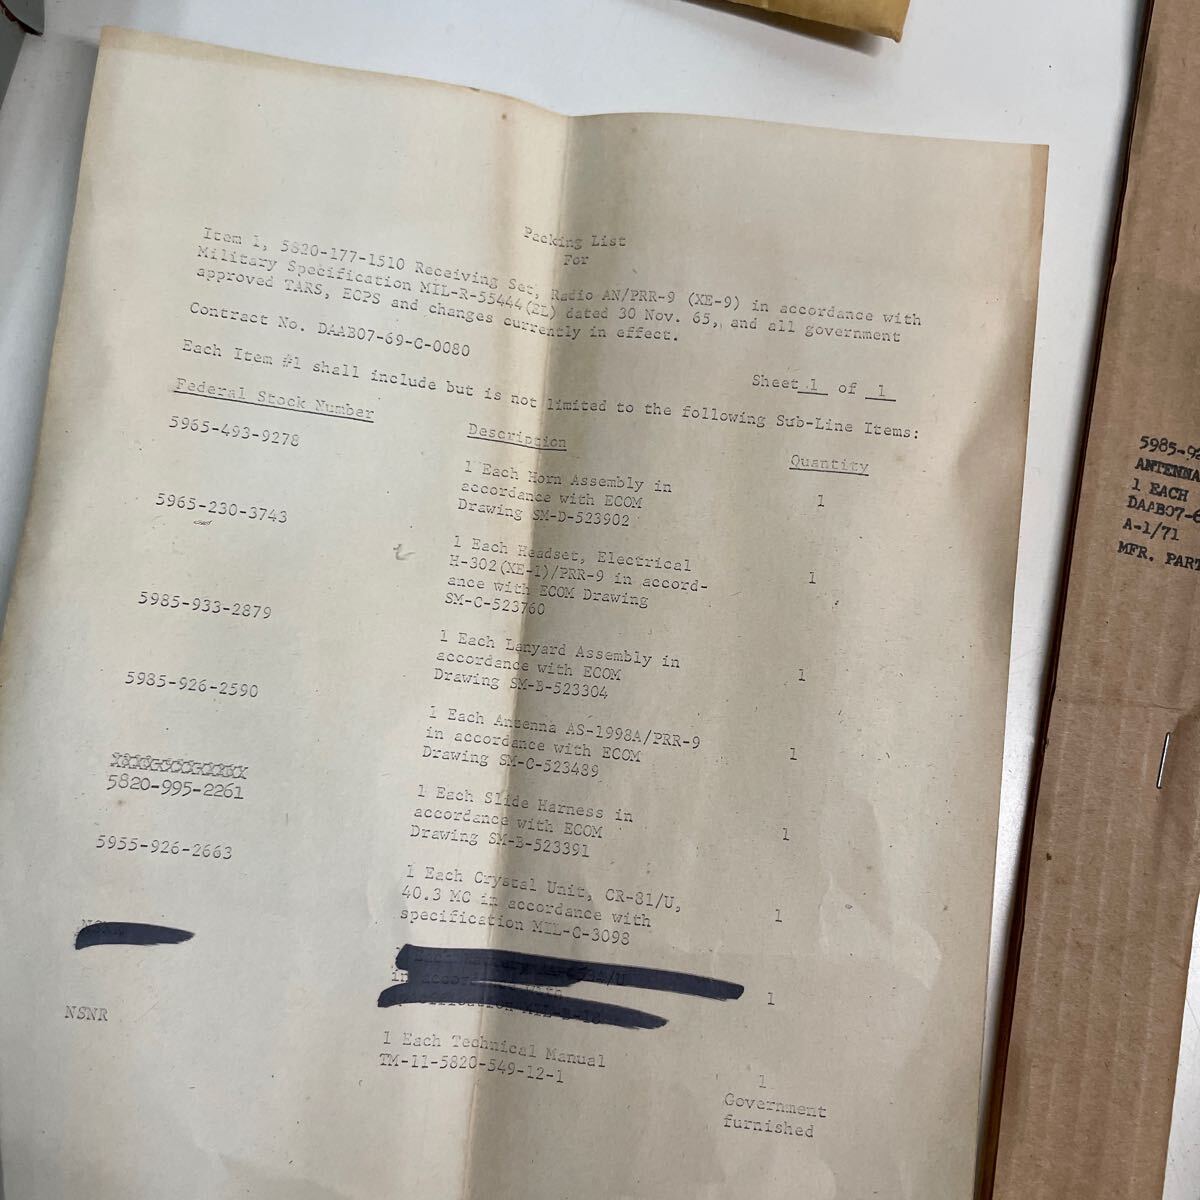 Packing List
For
Item 1, 5820-177-1510 Receiving Set, Radio AN/PRR-9 (XE-9) in accordance with
Military Specification MIL-R-55444(EL) dated 30 Nov. 65, and all government
approved TARS, ECPS and changes currently in effect.
Contract No. DAAB07-69-C-0080
Sheet 1 of 1
Each Item #1 shall include but is not limited to the following Sub-Line Items:
Federal Stock Number Description Quantity
5965-493-9278
1 Each Horn Assembly in
accordance with ECOM
Drawing SM-D-523902
1
5965-230-3743
1 Each Headset, Electrical
H-302(XE-1)/PRR-9 in accord-
ance with ECOM Drawing
SM-C-523760
1
5985-933-2879
1 Each Lanyard Assembly in
accordance with ECOM
Drawing SM-B-523304
1
5985-926-2590
1 Each Antenna AS-1998A/PRR-9
in accordance with ECOM
Drawing SM-C-523489
1
5820-995-2261
1 Each Slide Harness in
accordance with ECOM
Drawing SM-B-523391
1
5955-926-2663
1 Each Crystal Unit, CR-81/U,
40.3 MC in accordance with
specification MIL-C-3098
1
NSNR
in accordance with
1
NSNR
1 Each Technical Manual
TM-11-5820-549-12-1
1
Government
furnished
5985-92
ANTENNA
1 EACH
DAAB07-6
A-1/71
MFR. PART